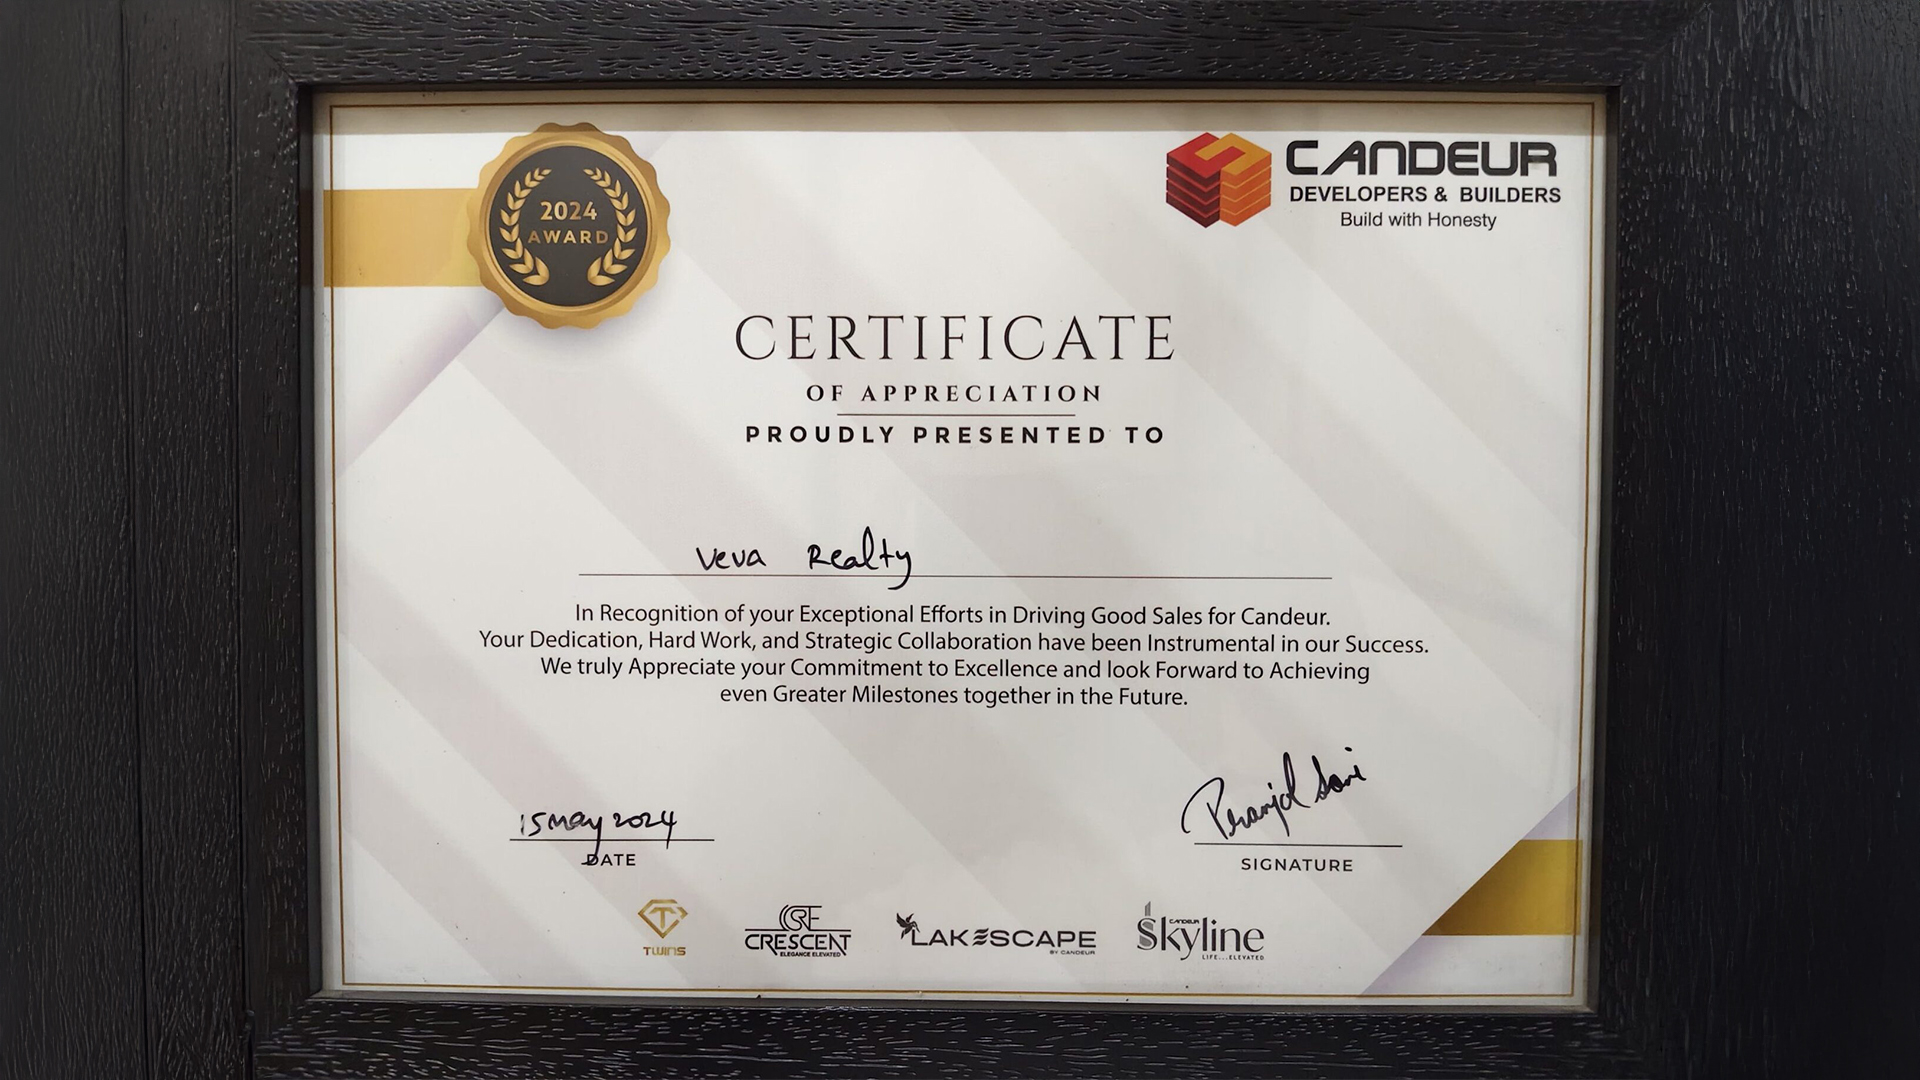 2024
AWARD
CANDEUR
DEVELOPERS & BUILDERS
Build with Honesty
CERTIFICATE
OF APPRECIATION
PROUDLY PRESENTED TO
Veva Realty
In Recognition of your Exceptional Efforts in Driving Good Sales for Candeur.
Your Dedication, Hard Work, and Strategic Collaboration have been Instrumental in our Success.
We truly Appreciate your Commitment to Excellence and look Forward to Achieving
even Greater Milestones together in the Future.
15 May 2024
DATE
SIGNATURE
TWINS
CRE
CRESCENT
ELEGANCE ELEVATED
LAKESCAPE
BY CANDEUR
CANDEUR
Skyline
LIFE...ELEVATED